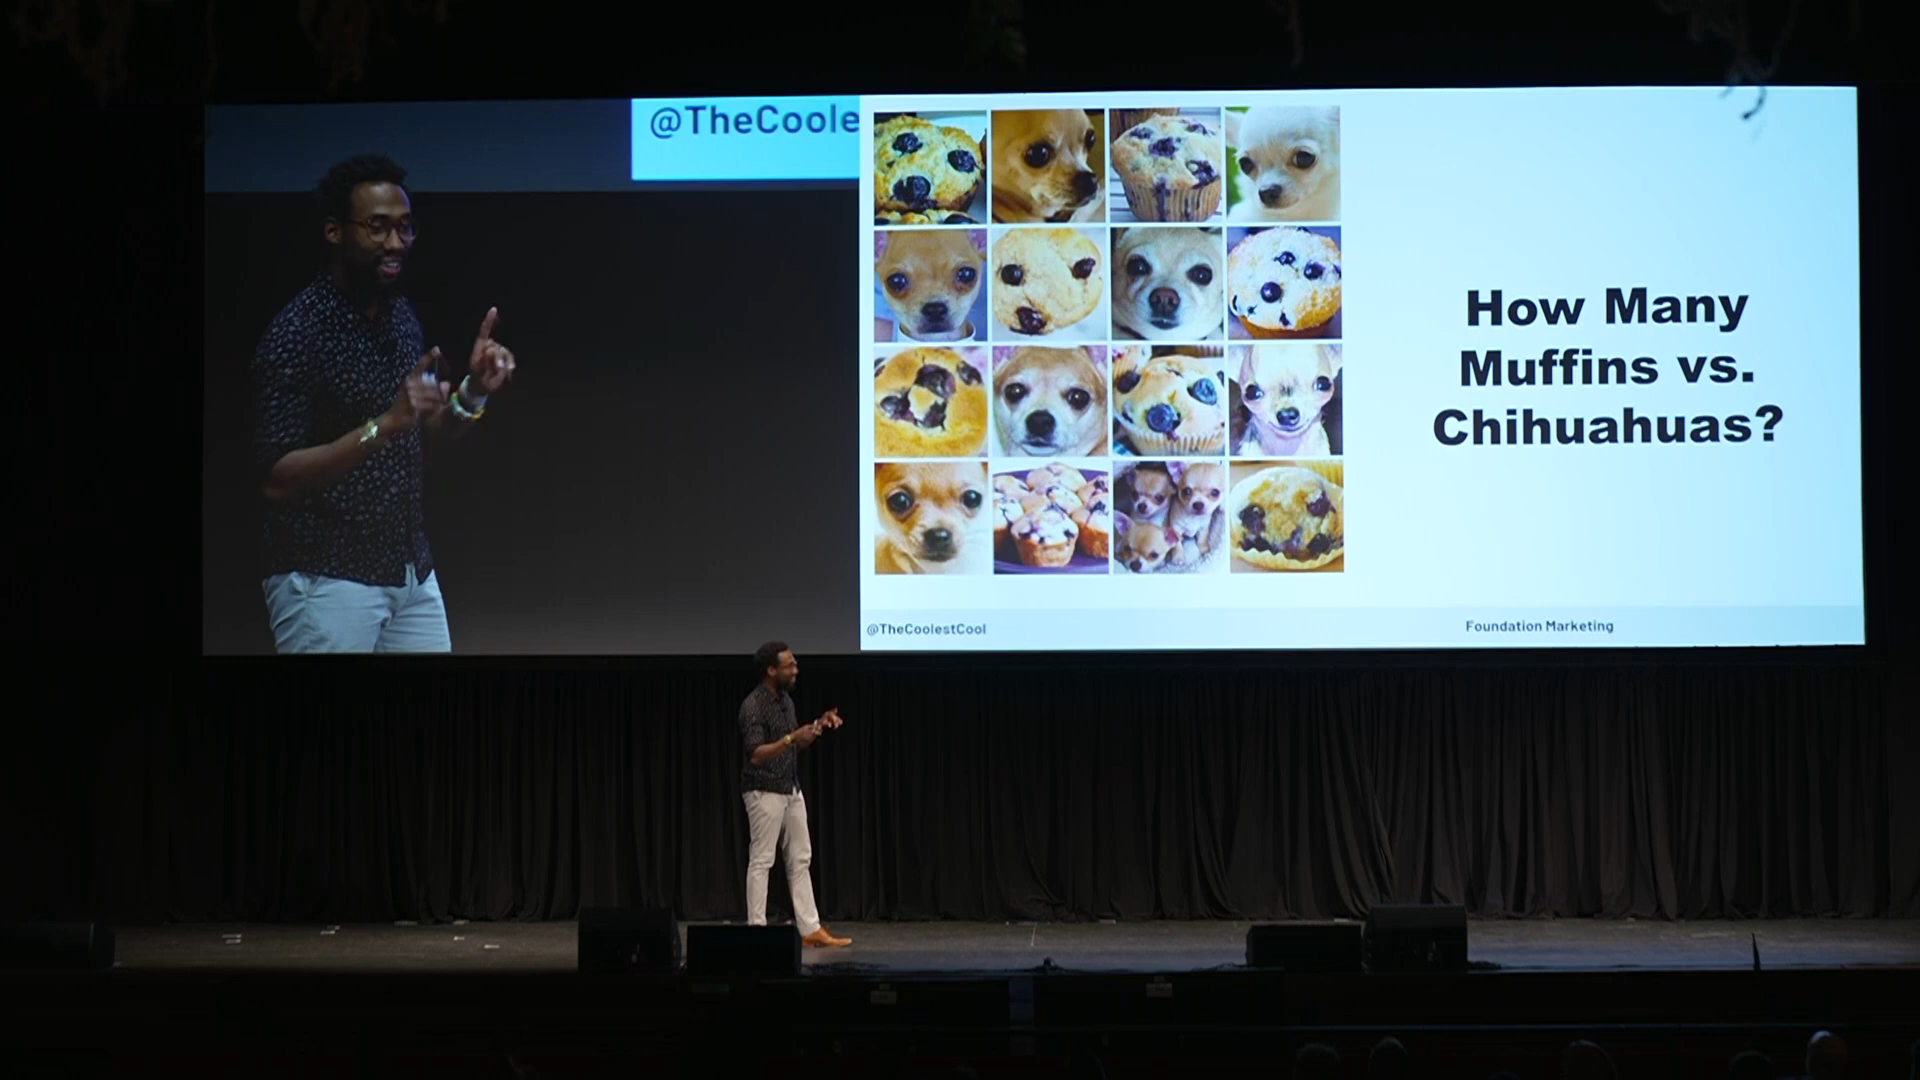 @TheCoole
How Many
Muffins vs.
Chihuahuas?
@TheCoolestCool
Foundation Marketing